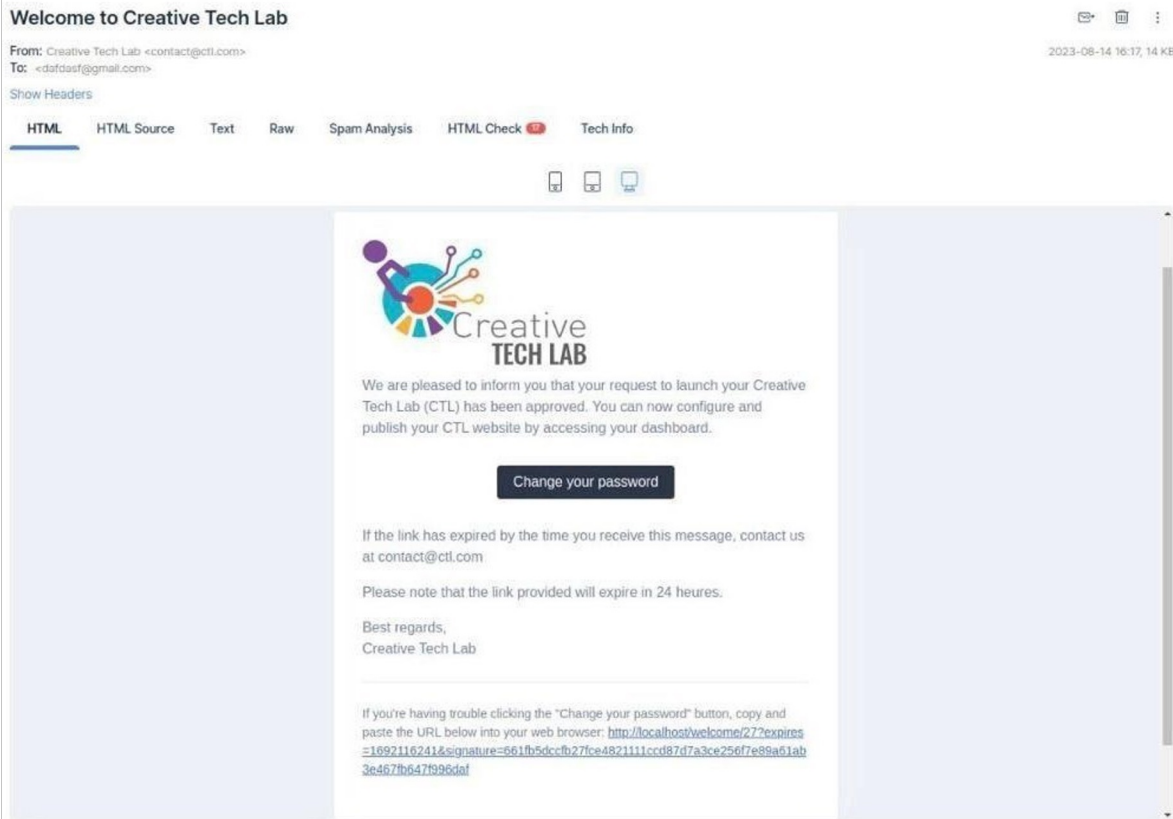 Welcome to Creative Tech Lab
From: Creative Tech Lab <contact@ctl.com>
2023-08-14 16:17, 14 KB
To: <dafdasf@gmail.com>
Show Headers
HTML HTML Source Text Raw Spam Analysis HTML Check 17 Tech Info
Creative
TECH LAB
We are pleased to inform you that your request to launch your Creative
Tech Lab (CTL) has been approved. You can now configure and
publish your CTL website by accessing your dashboard.
Change your password
If the link has expired by the time you receive this message, contact us
at contact@ctl.com
Please note that the link provided will expire in 24 heures.
Best regards,
Creative Tech Lab
If you're having trouble clicking the "Change your password" button, copy and
paste the URL below into your web browser: http://localhost/welcome/27?expires
=1692116241&signature=661fb5dccfb27fce4821111ccd87d7a3ce256f7e89a61ab
3e467fb647f996daf